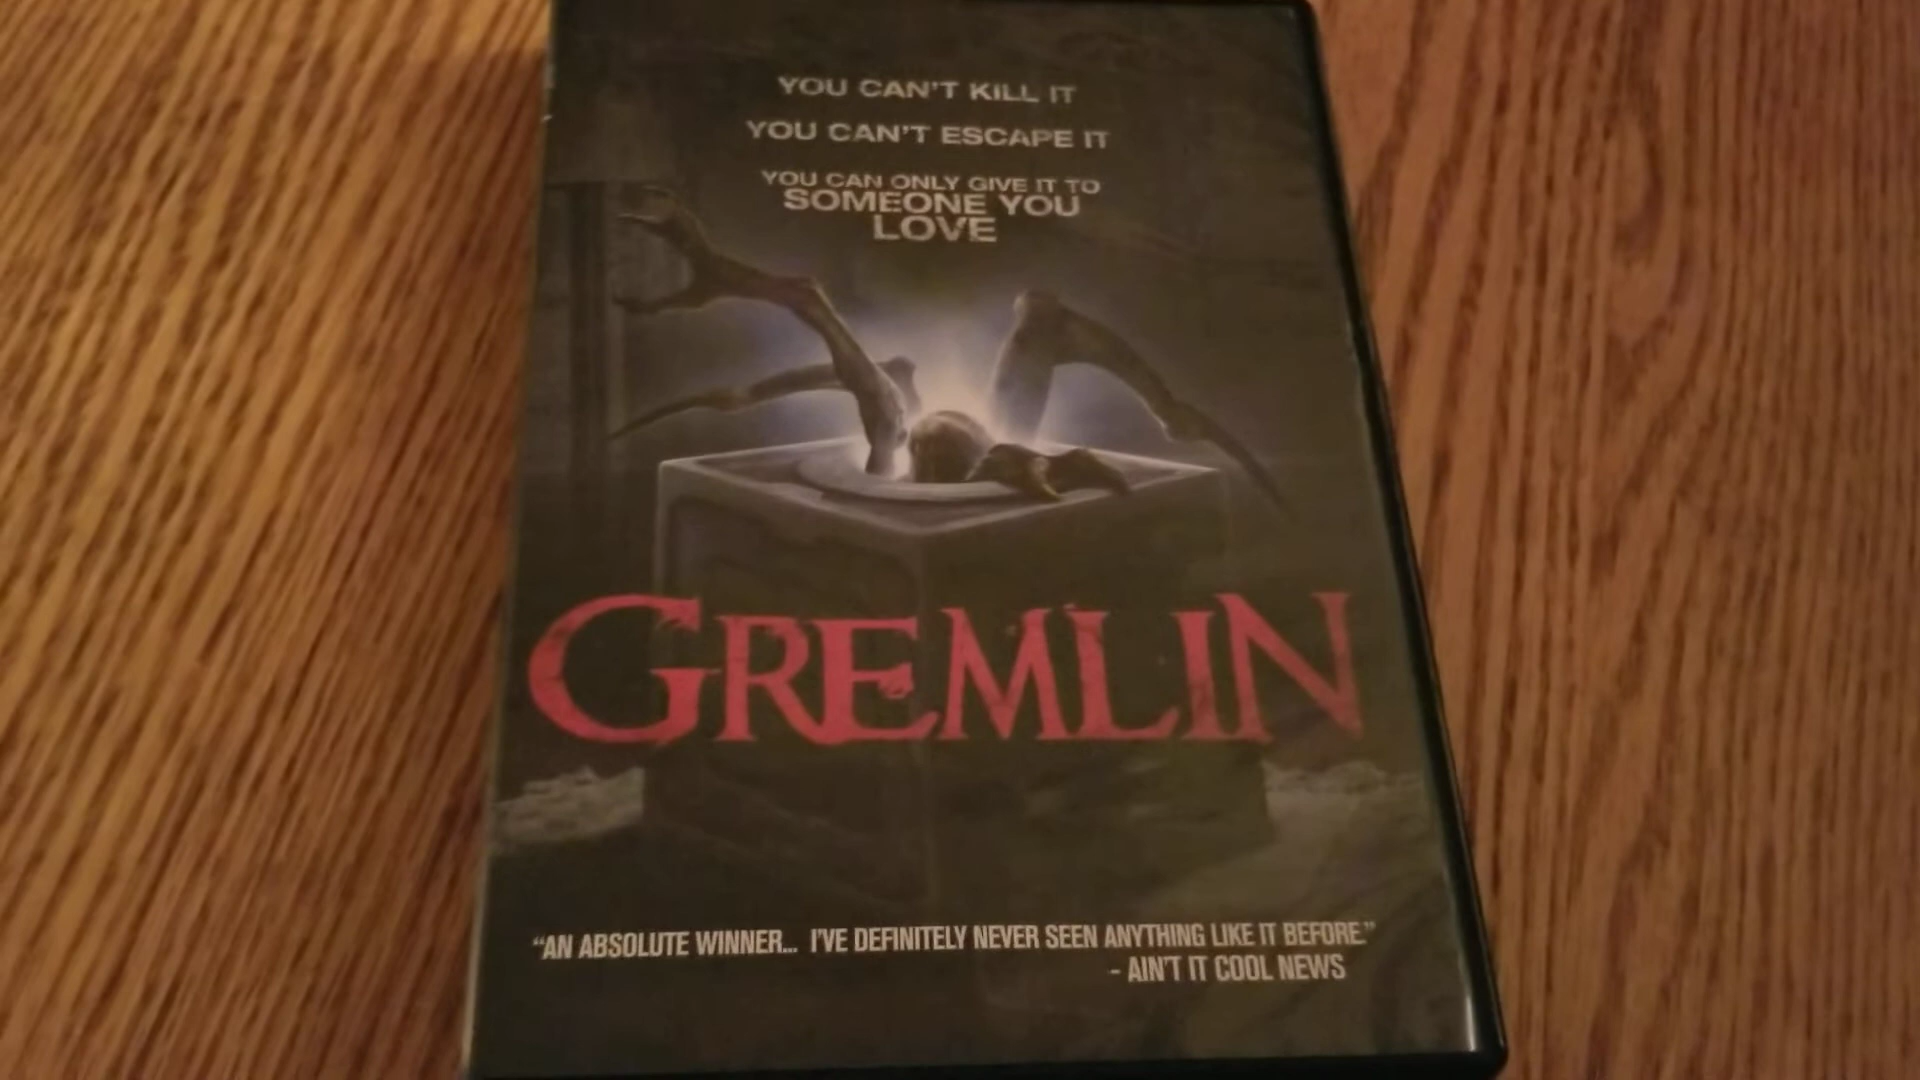 YOU CAN'T KILL IT
YOU CAN'T ESCAPE IT
YOU CAN ONLY GIVE IT TO
SOMEONE YOU
LOVE
GREMLIN
“AN ABSOLUTE WINNER... I'VE DEFINITELY NEVER SEEN ANYTHING LIKE IT BEFORE.”
- AIN'T IT COOL NEWS